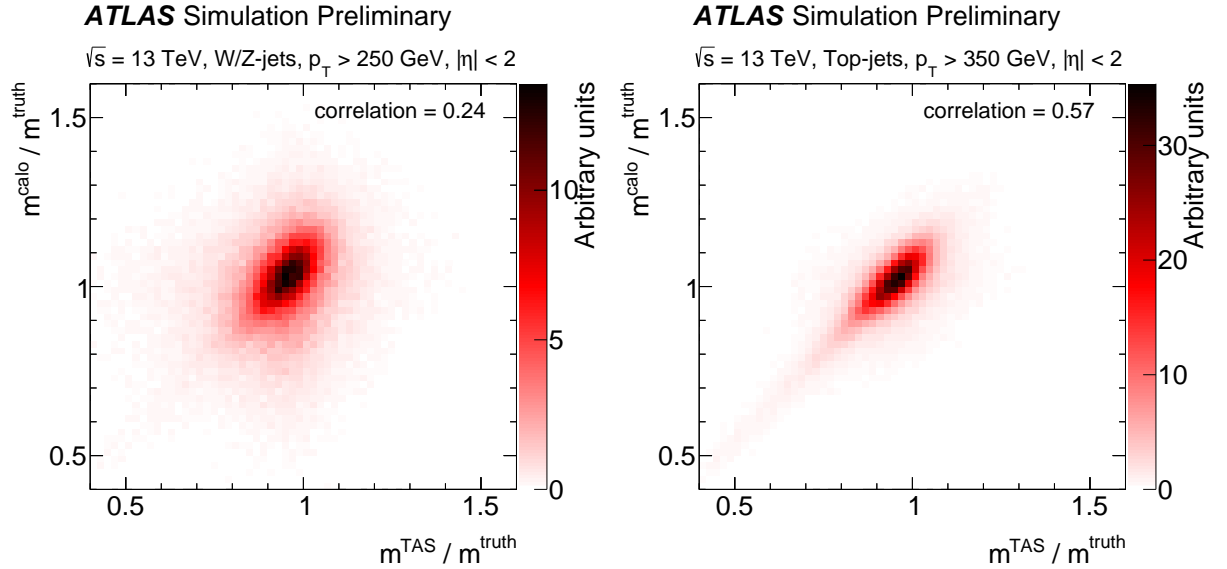 ATLAS Simulation Preliminary
√s = 13 TeV, W/Z-jets, p_T > 250 GeV, |η| < 2
correlation = 0.24
m^calo / m^truth
1.5
1
0.5
0.5
1
1.5
m^TAS / m^truth
Arbitrary units
10
5
0
ATLAS Simulation Preliminary
√s = 13 TeV, Top-jets, p_T > 350 GeV, |η| < 2
correlation = 0.57
m^calo / m^truth
1.5
1
0.5
0.5
1
1.5
m^TAS / m^truth
Arbitrary units
30
20
10
0